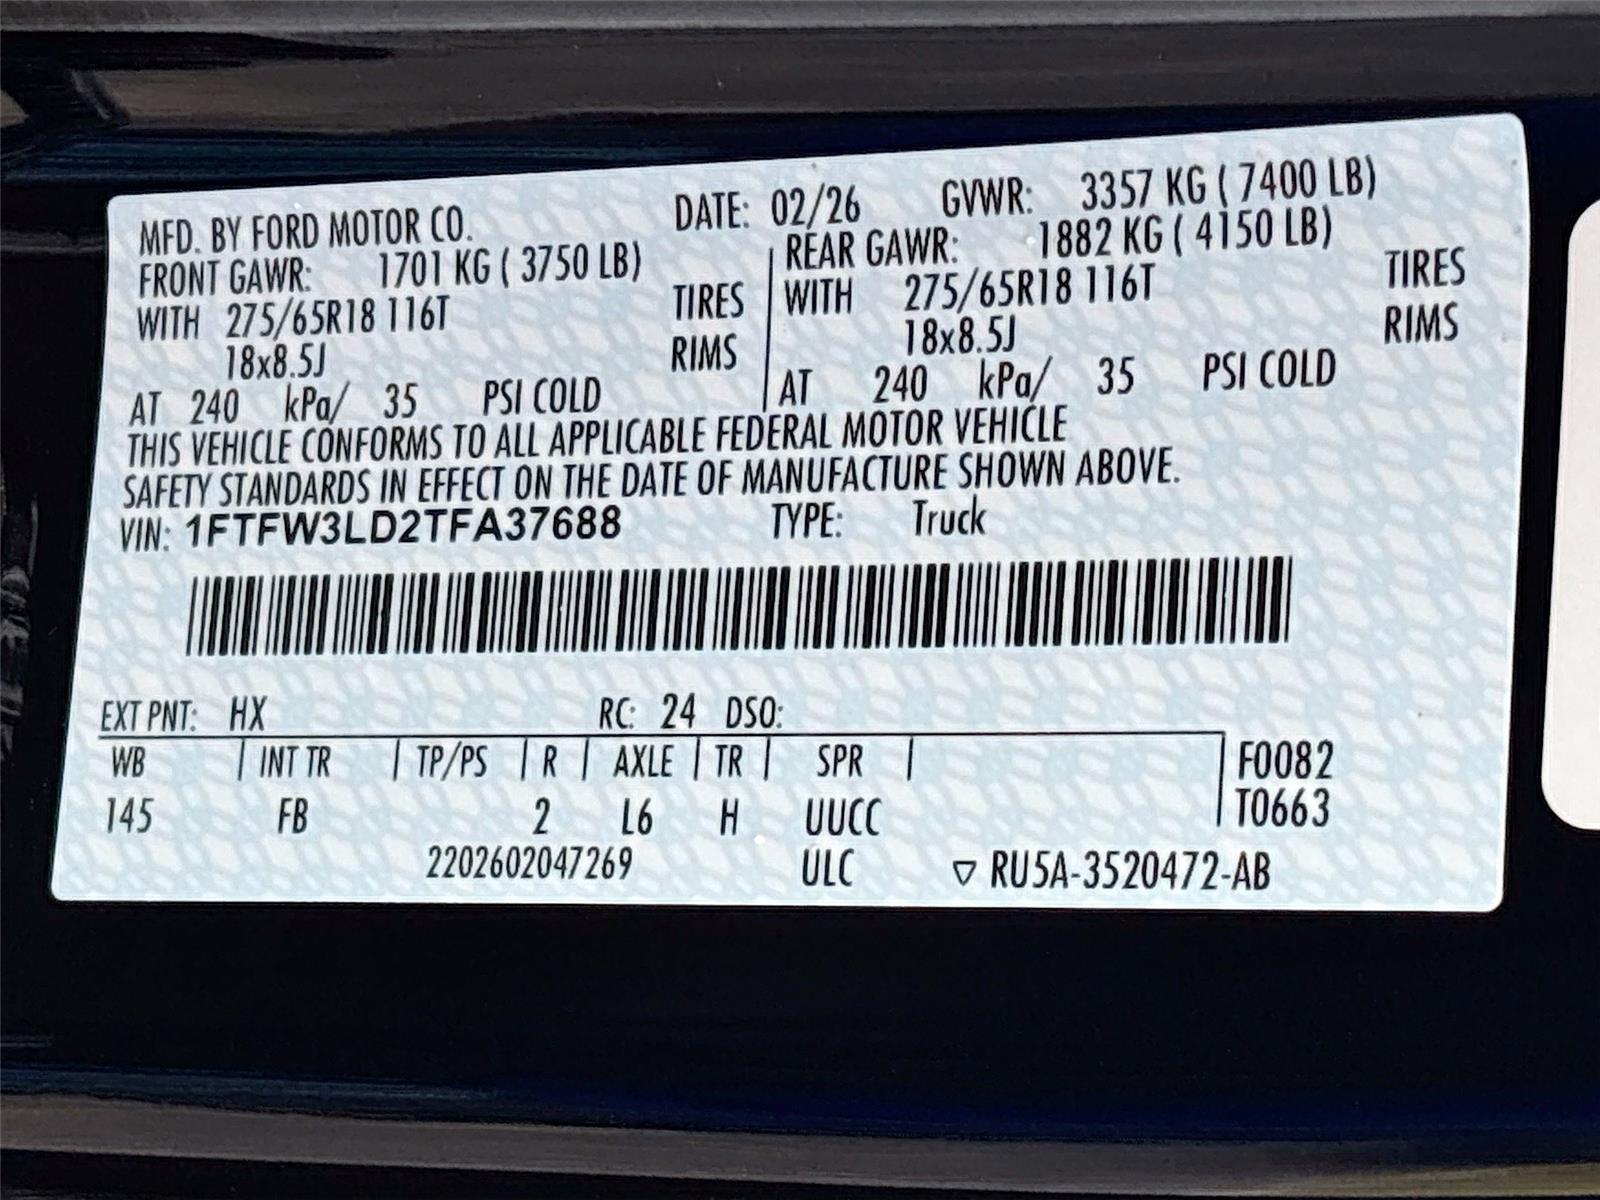 MFD. BY FORD MOTOR CO. DATE: 02/26 GVWR: 3357 KG ( 7400 LB)
FRONT GAWR: 1701 KG ( 3750 LB) REAR GAWR: 1882 KG ( 4150 LB)
WITH 275/65R18 116T TIRES WITH 275/65R18 116T TIRES
18x8.5J RIMS 18x8.5J RIMS
AT 240 kPa/ 35 PSI COLD AT 240 kPa/ 35 PSI COLD
THIS VEHICLE CONFORMS TO ALL APPLICABLE FEDERAL MOTOR VEHICLE
SAFETY STANDARDS IN EFFECT ON THE DATE OF MANUFACTURE SHOWN ABOVE.
VIN: 1FTFW3LD2TFA37688 TYPE: Truck
EXT PNT: HX RC: 24 DSO:
WB INT TR TP/PS R AXLE TR SPR F0082
145 FB 2 L6 H UUCC T0663
2202602047269 ULC ▽ RU5A-3520472-AB